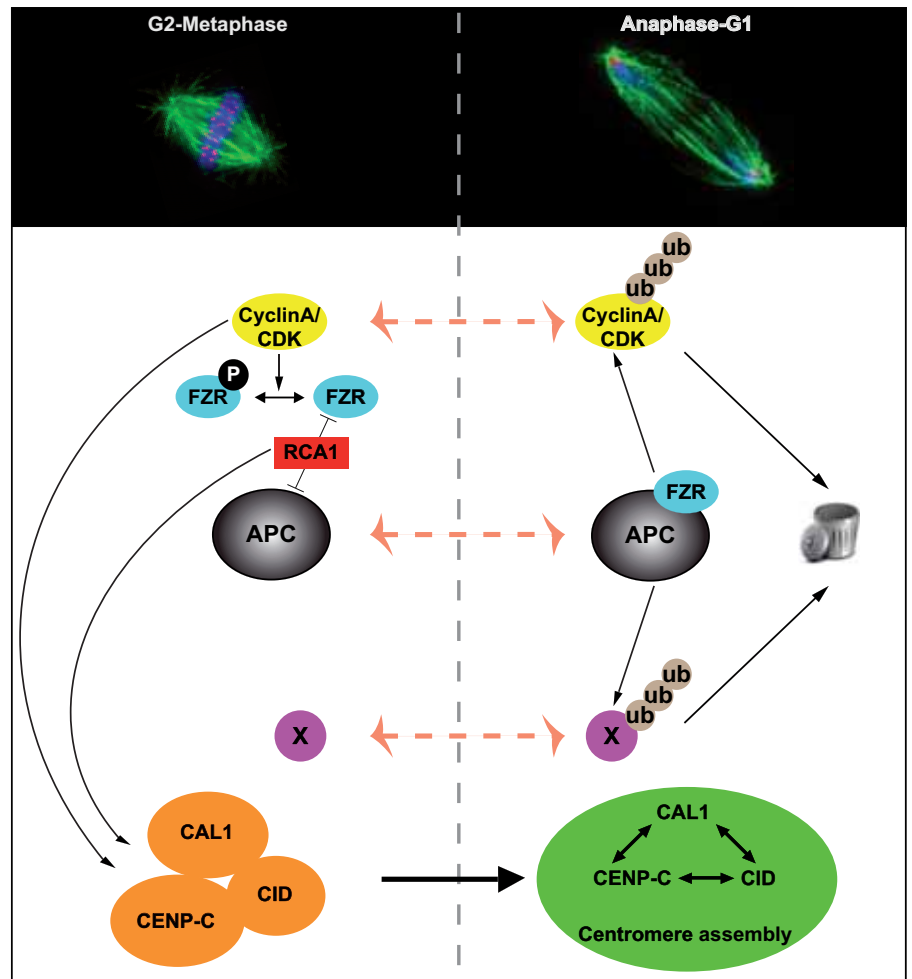 G2-Metaphase
Anaphase-G1
ub
ub
ub
CyclinA/
CDK
CyclinA/
CDK
P
FZR
FZR
RCA1
FZR
APC
APC
ub
ub
ub
X
X
CAL1
CENP-C
CID
CAL1
CENP-C
CID
Centromere assembly